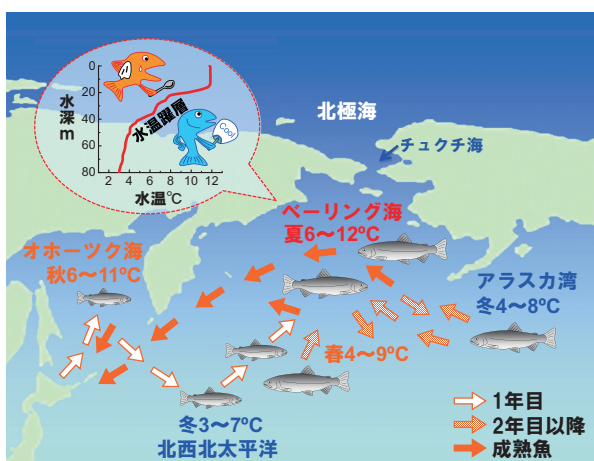 0
20
40
60
80
水深m
水温躍層
Cool
2 4 6 8 10 12
水温℃
北極海
チュクチ海
ベーリング海
夏6〜12℃
オホーツク海
秋6〜11℃
アラスカ湾
冬4〜8℃
春4〜9℃
冬3〜7℃
北西北太平洋
1年目
2年目以降
成熟魚